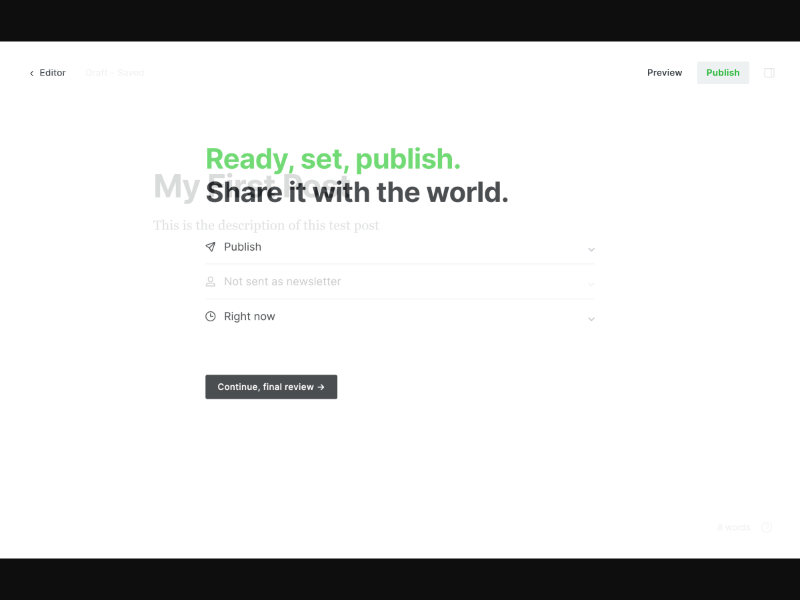 Editor
Draft - Saved
Preview
Publish
Ready, set, publish.
My First Post
Share it with the world.
This is the description of this test post
Publish
Not sent as newsletter
Right now
Continue, final review →
words